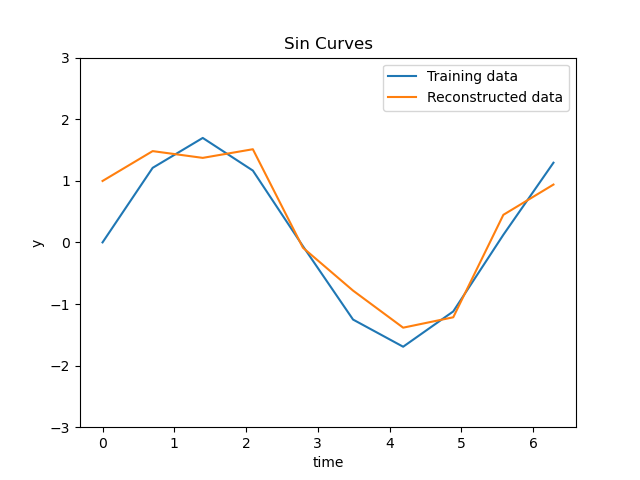 Sin Curves
Training data
Reconstructed data
3
2
1
0
−1
−2
−3
y
0 1 2 3 4 5 6
time